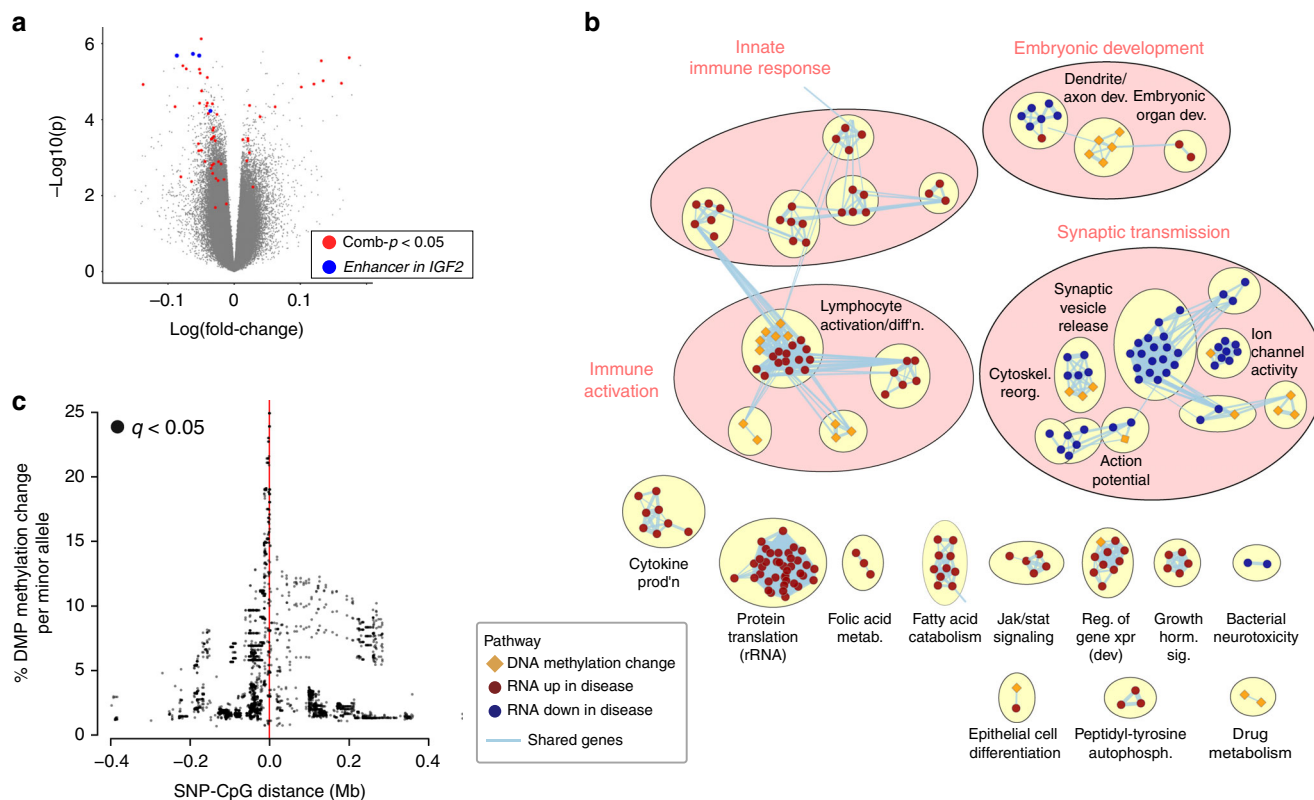 a
6
4
2
0
−Log10(p)
−0.1
0
0.1
Log(fold-change)
Comb-p < 0.05
Enhancer in IGF2
b
Innate
immune response
Embryonic development
Dendrite/
axon dev.
Embryonic
organ dev.
Immune
activation
Lymphocyte
activation/diff'n.
Synaptic transmission
Synaptic
vesicle
release
Ion
channel
activity
Cytoskel.
reorg.
Action
potential
Cytokine
prod'n
Protein
translation
(rRNA)
Folic acid
metab.
Fatty acid
catabolism
Jak/stat
signaling
Reg. of
gene xpr
(dev)
Growth
horm.
sig.
Bacterial
neurotoxicity
Epithelial cell
differentiation
Peptidyl-tyrosine
autophosph.
Drug
metabolism
Pathway
DNA methylation change
RNA up in disease
RNA down in disease
Shared genes
c
q < 0.05
25
20
15
10
5
0
% DMP methylation change
per minor allele
−0.4
−0.2
0.0
0.2
0.4
SNP-CpG distance (Mb)